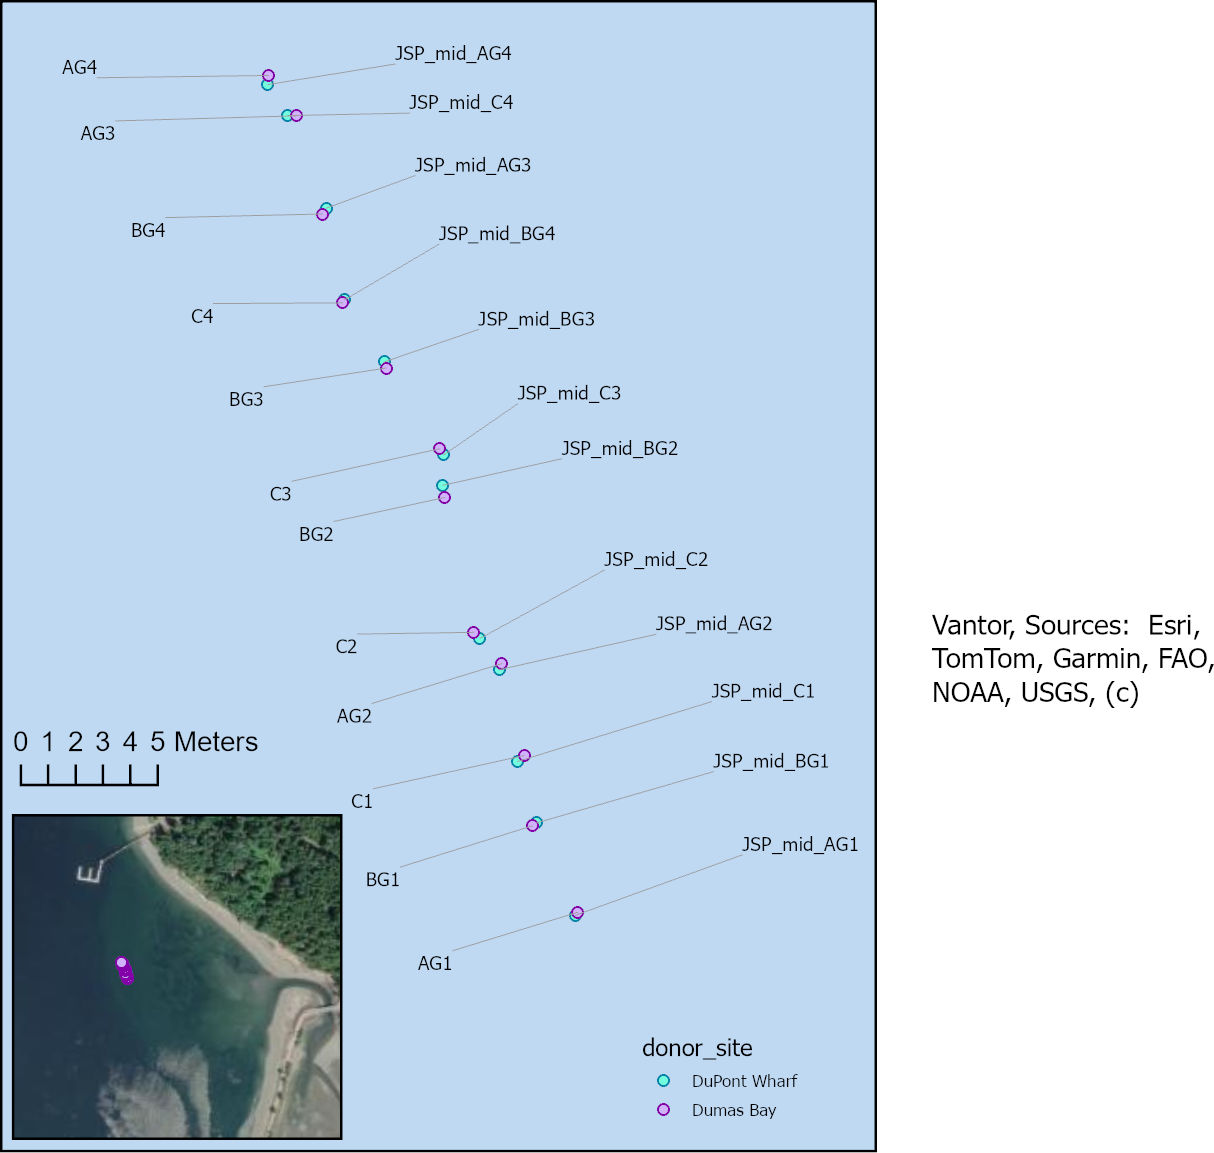 JSP_mid_AG4
AG4
JSP_mid_C4
AG3
JSP_mid_AG3
BG4
JSP_mid_BG4
C4
JSP_mid_BG3
BG3
JSP_mid_C3
JSP_mid_BG2
C3
BG2
JSP_mid_C2
C2
JSP_mid_AG2
AG2
JSP_mid_C1
C1
JSP_mid_BG1
BG1
JSP_mid_AG1
AG1
0 1 2 3 4 5 Meters
donor_site
DuPont Wharf
Dumas Bay
Vantor, Sources: Esri,
TomTom, Garmin, FAO,
NOAA, USGS, (c)